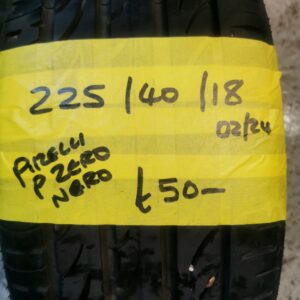 225/40/18
02/24
PIRELLI
P ZERO
NERO
£50-